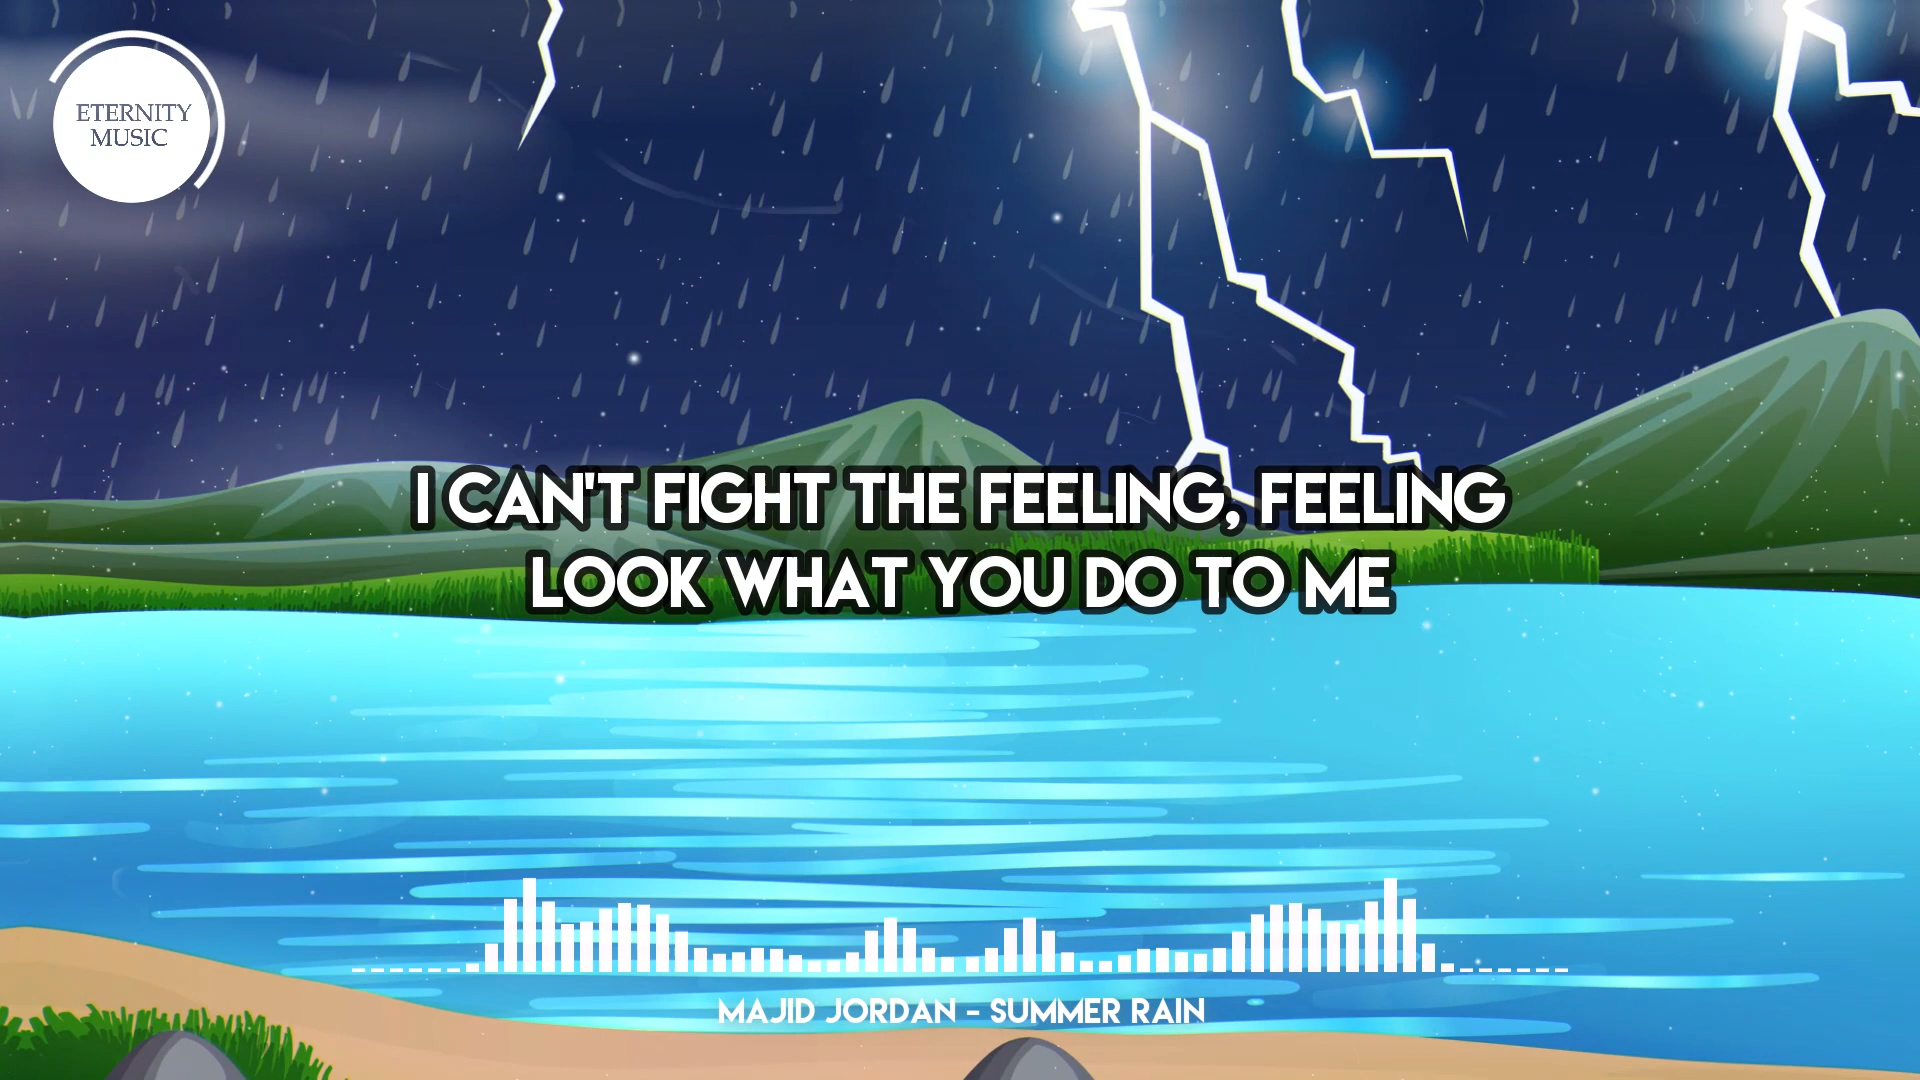 ETERNITY
MUSIC
I CAN'T FIGHT THE FEELING, FEELING
LOOK WHAT YOU DO TO ME
MAJID JORDAN - SUMMER RAIN